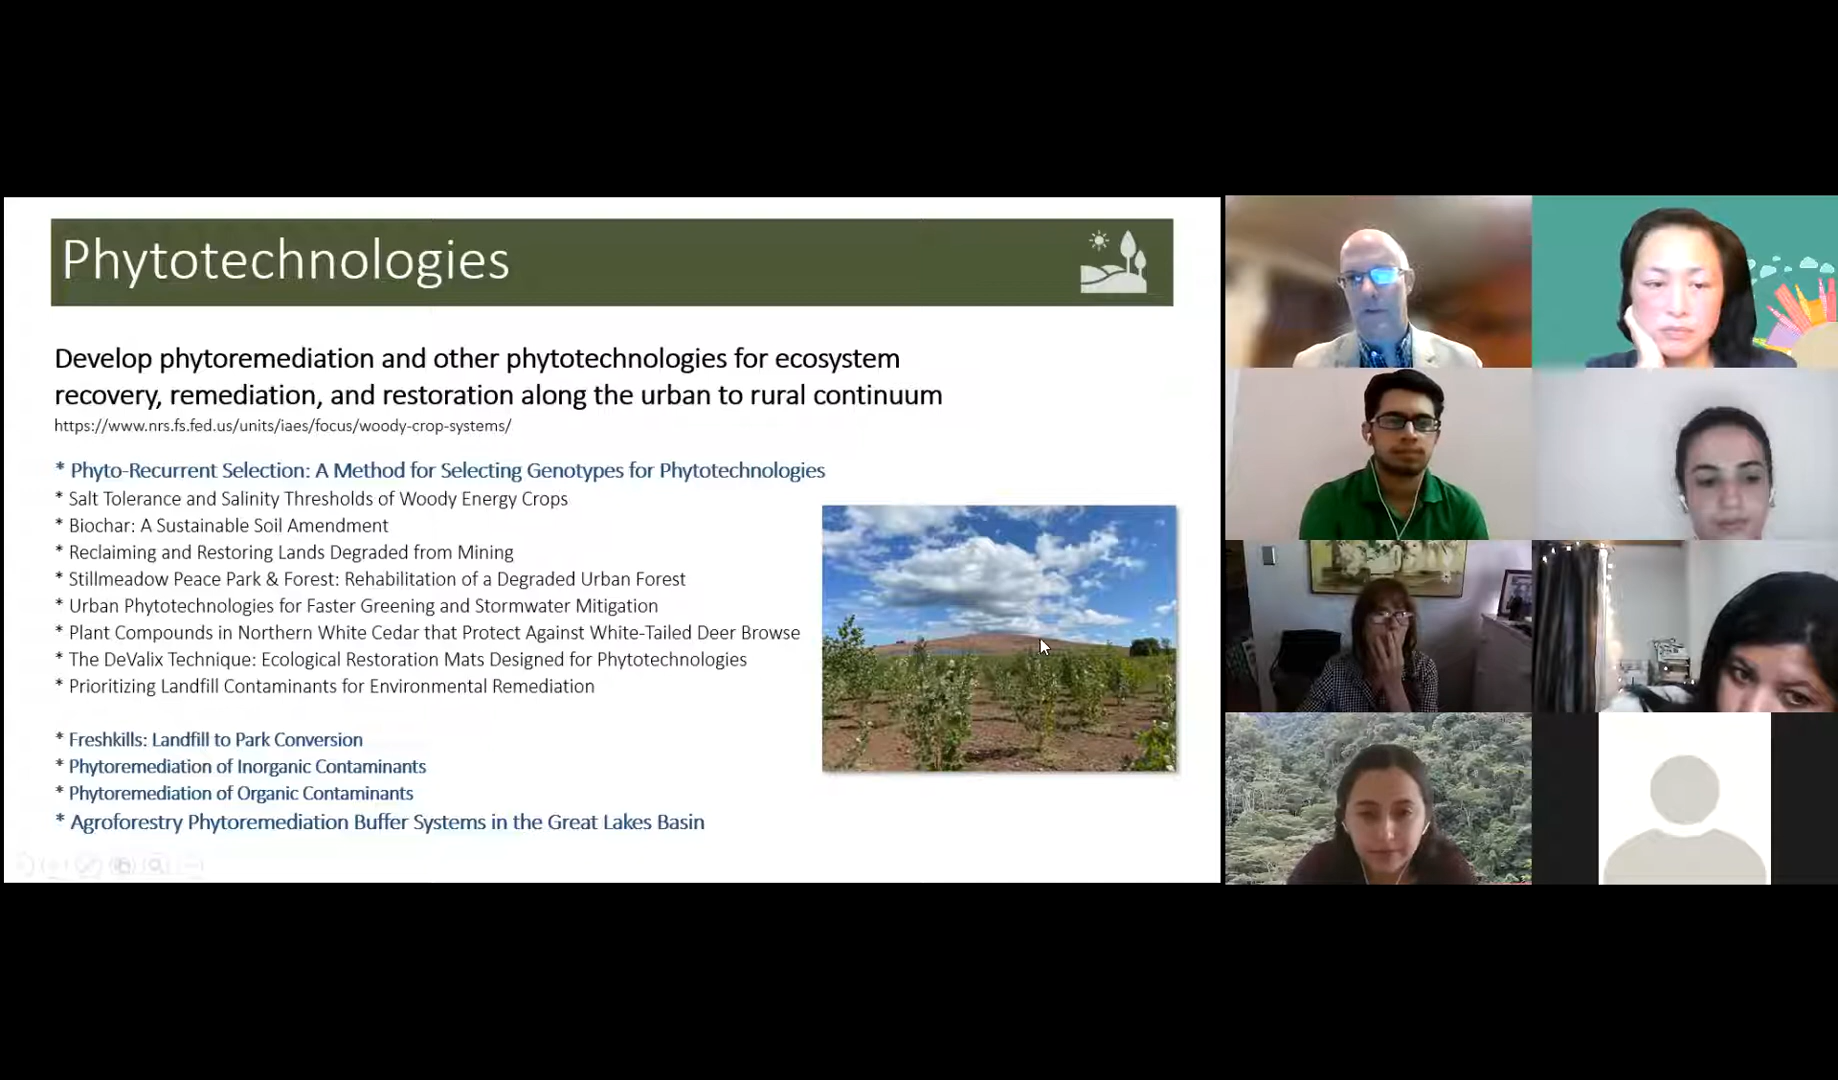 Phytotechnologies
Develop phytoremediation and other phytotechnologies for ecosystem
recovery, remediation, and restoration along the urban to rural continuum
https://www.nrs.fs.fed.us/units/iaes/focus/woody-crop-systems/
* Phyto-Recurrent Selection: A Method for Selecting Genotypes for Phytotechnologies
* Salt Tolerance and Salinity Thresholds of Woody Energy Crops
* Biochar: A Sustainable Soil Amendment
* Reclaiming and Restoring Lands Degraded from Mining
* Stillmeadow Peace Park & Forest: Rehabilitation of a Degraded Urban Forest
* Urban Phytotechnologies for Faster Greening and Stormwater Mitigation
* Plant Compounds in Northern White Cedar that Protect Against White-Tailed Deer Browse
* The DeValix Technique: Ecological Restoration Mats Designed for Phytotechnologies
* Prioritizing Landfill Contaminants for Environmental Remediation
* Freshkills: Landfill to Park Conversion
* Phytoremediation of Inorganic Contaminants
* Phytoremediation of Organic Contaminants
* Agroforestry Phytoremediation Buffer Systems in the Great Lakes Basin